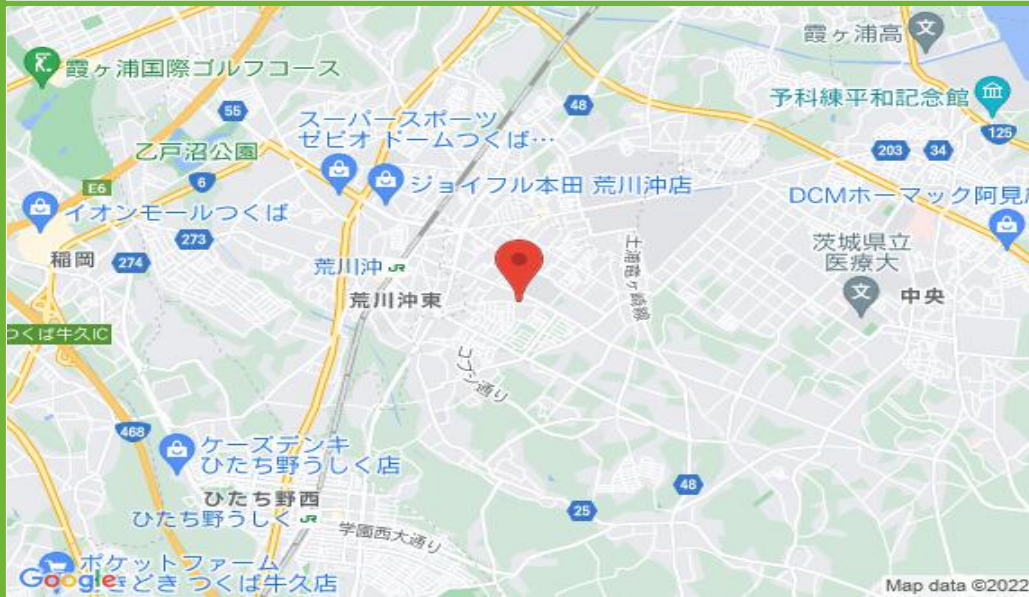 霞ヶ浦高
霞ヶ浦国際ゴルフコース
予科練平和記念館
55
スーパースポーツ
ゼビオ ドームつくば…
48
125
乙戸沼公園
203
34
6
ジョイフル本田 荒川沖店
E6
DCMホーマック阿見店
イオンモールつくば
273
稲岡
274
荒川沖 JR
土浦竜ヶ崎線
茨城県立
医療大
荒川沖東
中央
つくば牛久IC
コブシ通り
468
ケーズデンキ
ひたち野うしく店
48
ひたち野西
25
ひたち野うしく JR
学園西大通り
ポケットファーム
どきどき つくば牛久店
Google
Map data ©2022